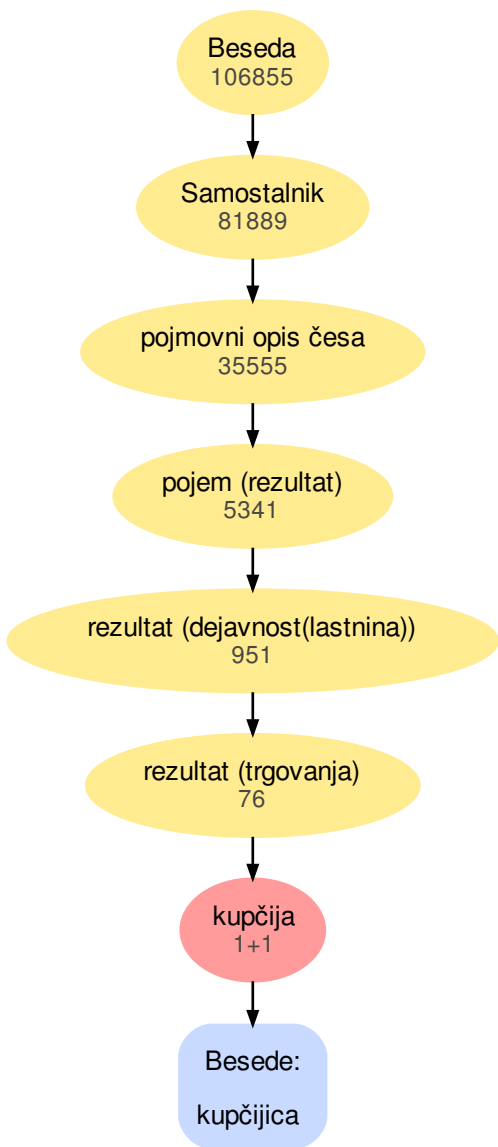 Beseda
106855
Samostalnik
81889
pojmovni opis česa
35555
pojem (rezultat)
5341
rezultat (dejavnost(lastnina))
951
rezultat (trgovanja)
76
kupčija
1+1
Besede:
kupčijica